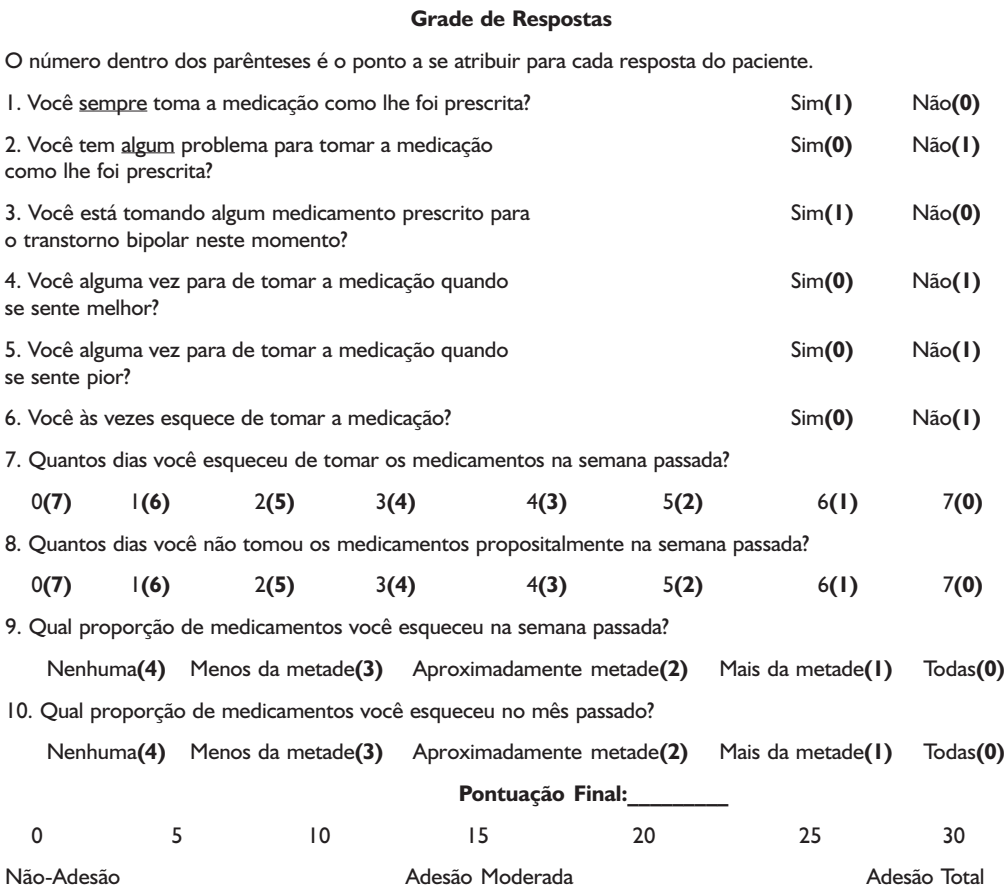 Grade de Respostas
O número dentro dos parênteses é o ponto a se atribuir para cada resposta do paciente.
1. Você sempre toma a medicação como lhe foi prescrita? Sim(1) Não(0)
2. Você tem algum problema para tomar a medicação Sim(0) Não(1)
como lhe foi prescrita?
3. Você está tomando algum medicamento prescrito para Sim(1) Não(0)
o transtorno bipolar neste momento?
4. Você alguma vez para de tomar a medicação quando Sim(0) Não(1)
se sente melhor?
5. Você alguma vez para de tomar a medicação quando Sim(0) Não(1)
se sente pior?
6. Você às vezes esquece de tomar a medicação? Sim(0) Não(1)
7. Quantos dias você esqueceu de tomar os medicamentos na semana passada?
0(7) 1(6) 2(5) 3(4) 4(3) 5(2) 6(1) 7(0)
8. Quantos dias você não tomou os medicamentos propositalmente na semana passada?
0(7) 1(6) 2(5) 3(4) 4(3) 5(2) 6(1) 7(0)
9. Qual proporção de medicamentos você esqueceu na semana passada?
Nenhuma(4) Menos da metade(3) Aproximadamente metade(2) Mais da metade(1) Todas(0)
10. Qual proporção de medicamentos você esqueceu no mês passado?
Nenhuma(4) Menos da metade(3) Aproximadamente metade(2) Mais da metade(1) Todas(0)
Pontuação Final:_________
0 5 10 15 20 25 30
Não-Adesão Adesão Moderada Adesão Total